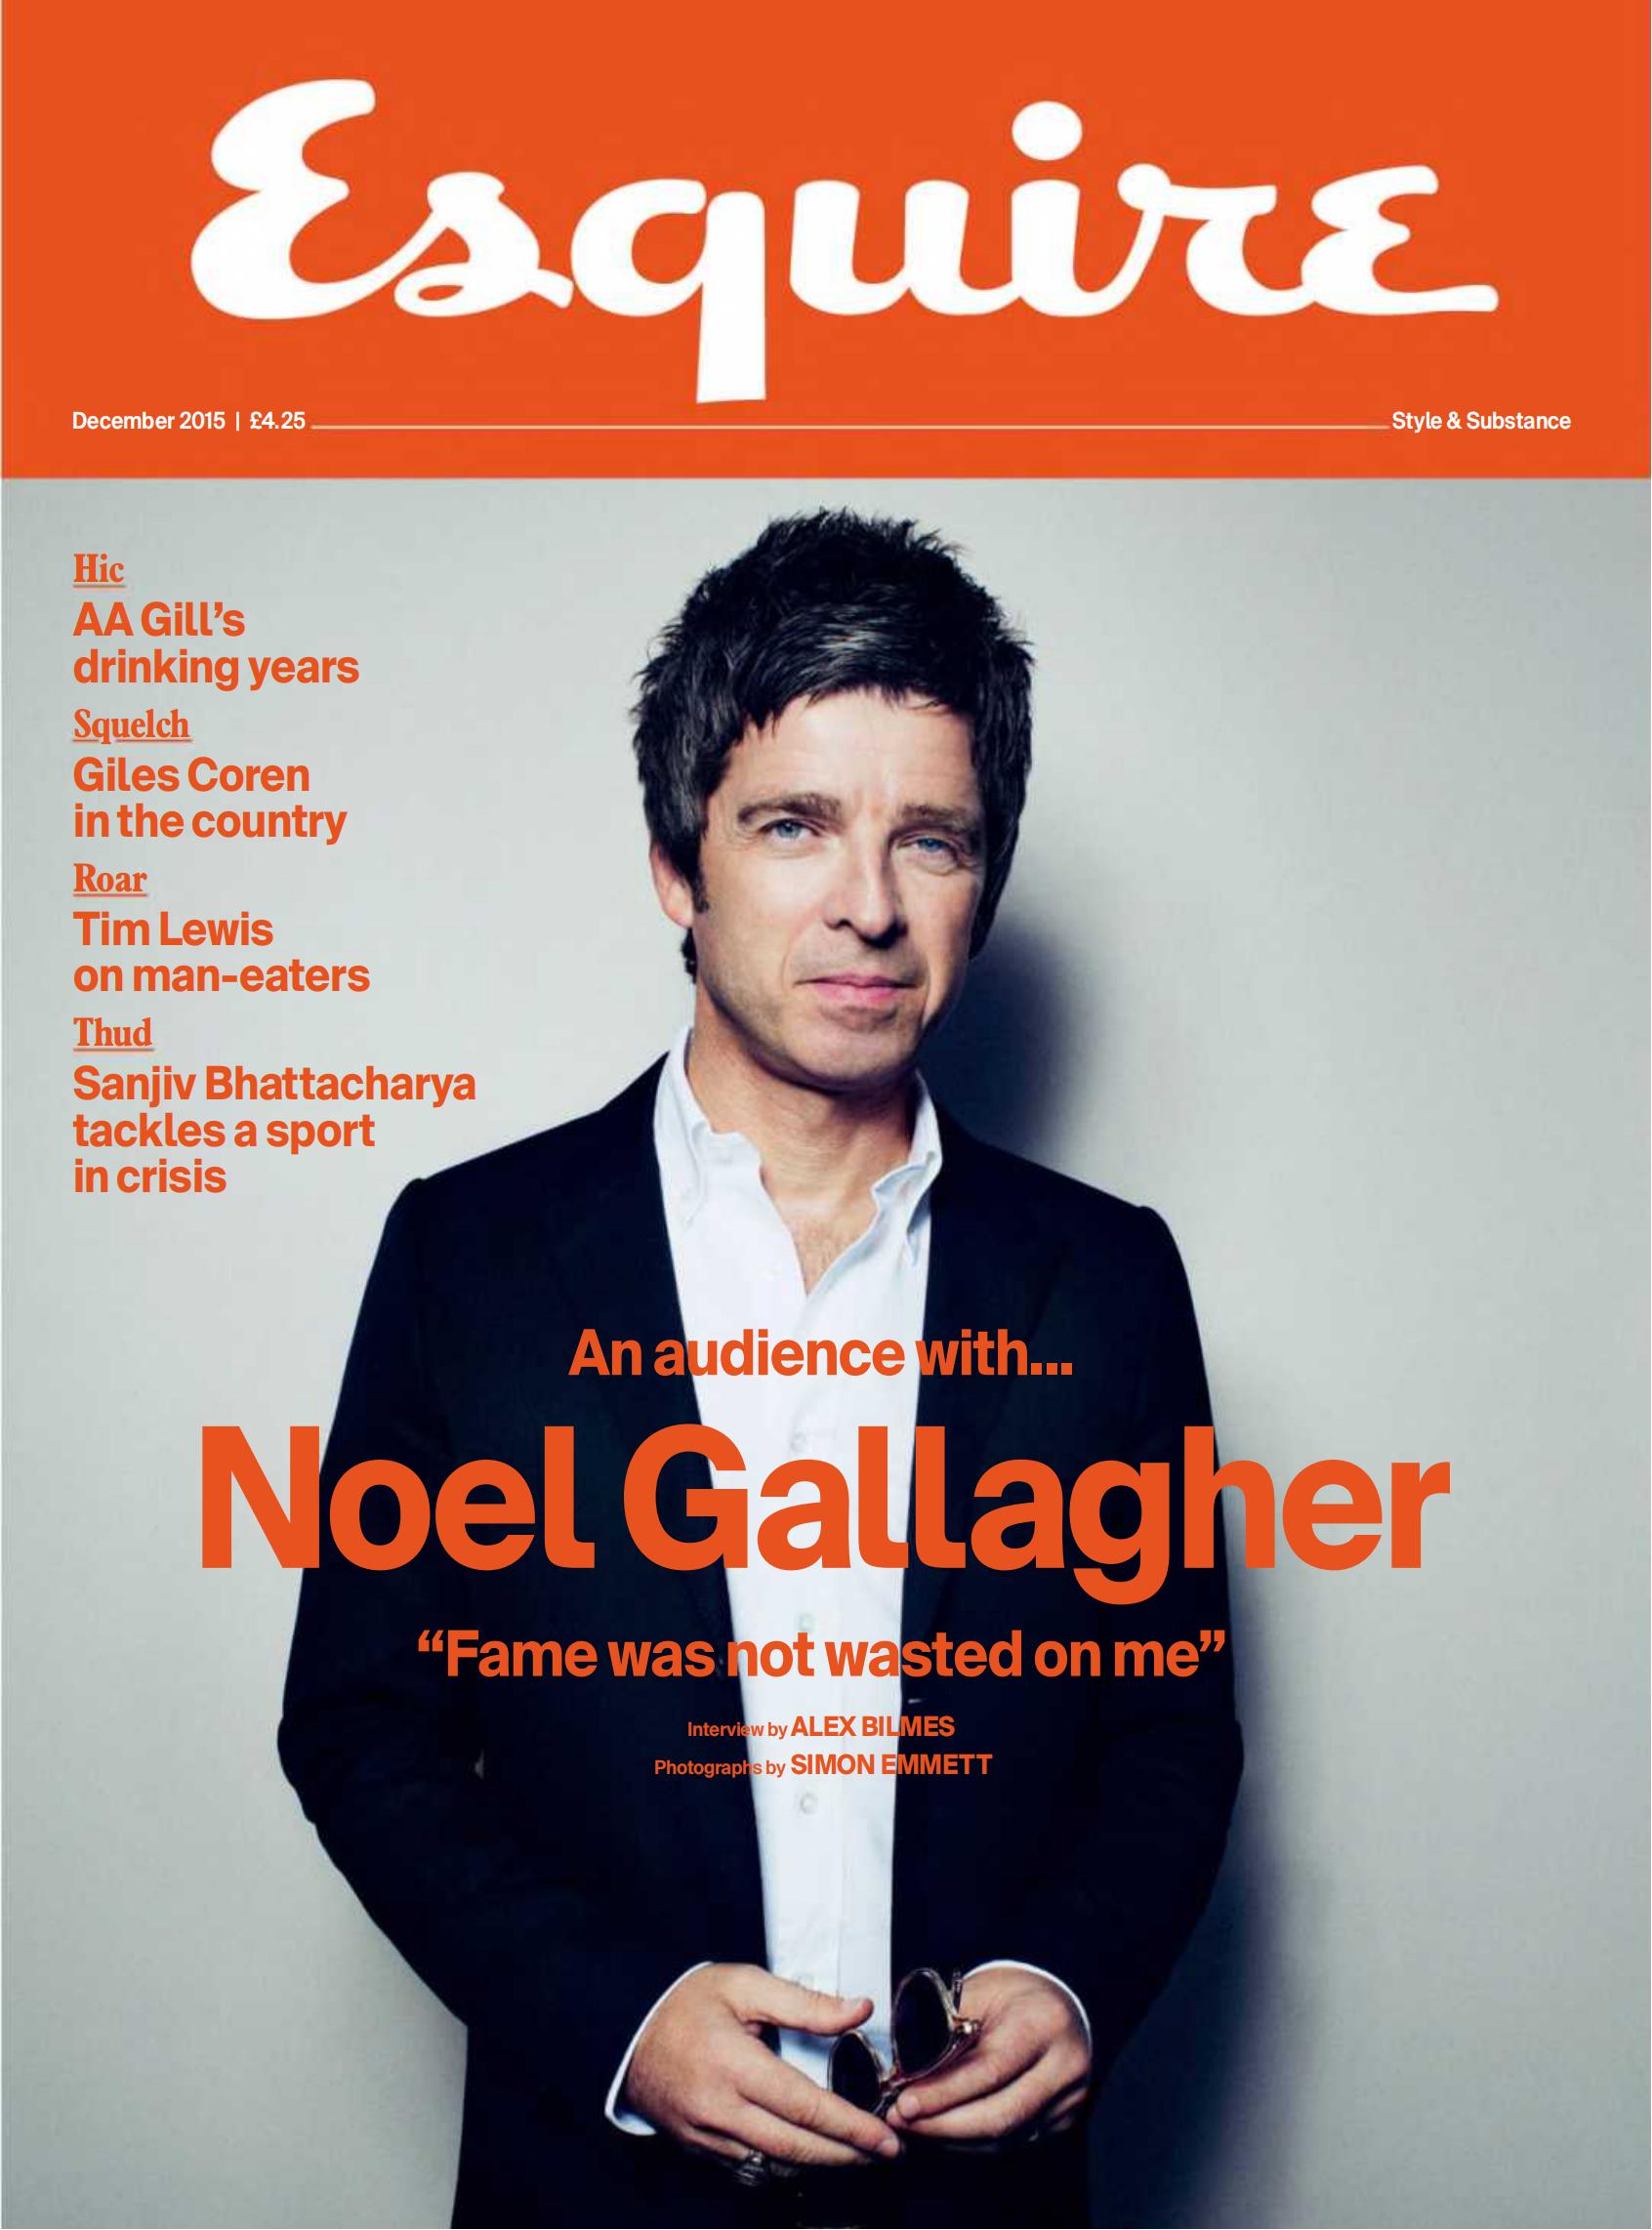 Esquire
December 2015 | £4.25
Style & Substance
Hic
AA Gill’s
drinking years
Squelch
Giles Coren
in the country
Roar
Tim Lewis
on man-eaters
Thud
Sanjiv Bhattacharya
tackles a sport
in crisis
An audience with...
Noel Gallagher
“Fame was not wasted on me”
Interview by ALEX BILMES
Photographs by SIMON EMMETT